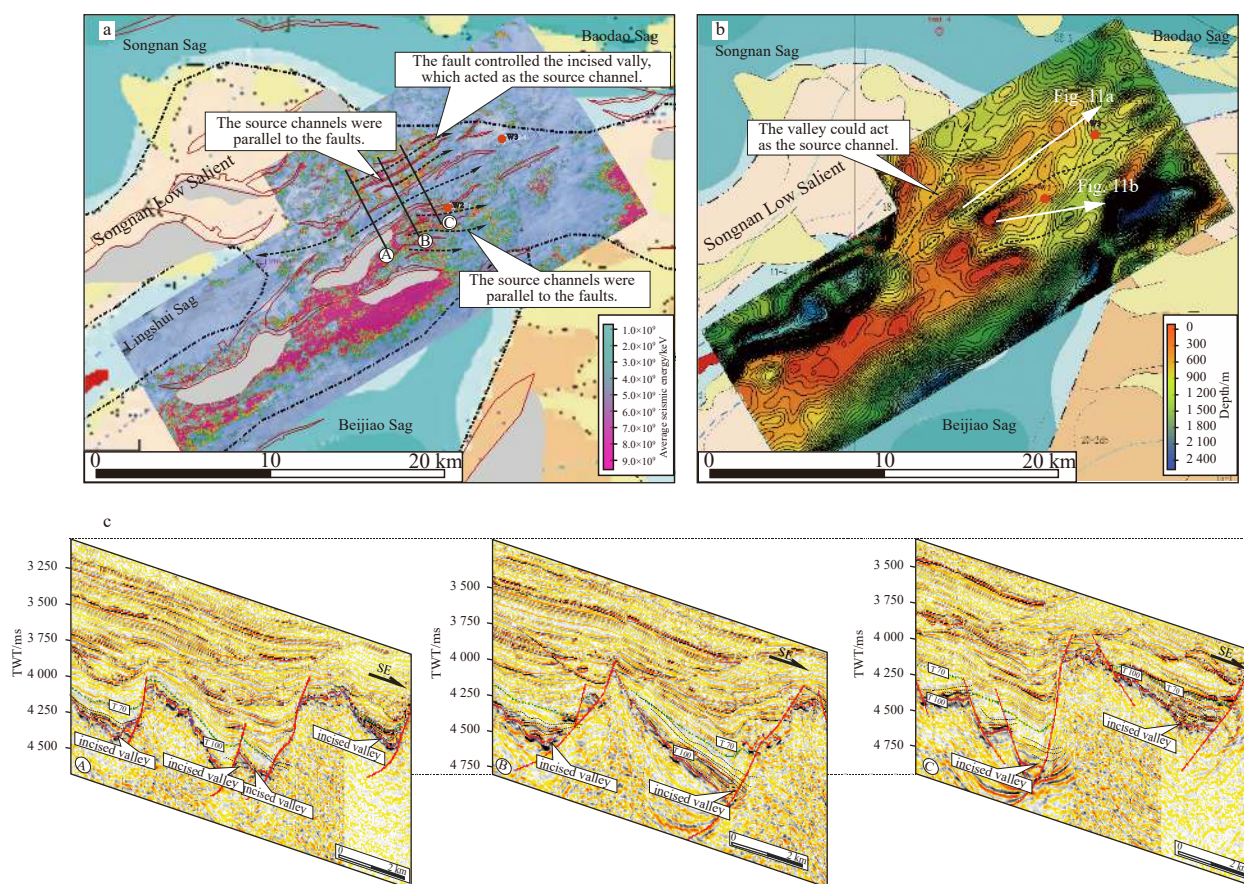 a
Songnan Sag
Baodao Sag
The fault controlled the incised vally,
which acted as the source channel.
The source channels were
parallel to the faults.
W3
Songnan Low Salient
A
B
C
The source channels were
parallel to the faults.
Lingshui Sag
Beijiao Sag
1.0×10⁹
2.0×10⁹
3.0×10⁹
4.0×10⁹
5.0×10⁹
6.0×10⁹
7.0×10⁹
8.0×10⁹
9.0×10⁹
Average seismic energy/keV
0 10 20 km
b
Songnan Sag
Baodao Sag
Fig. 11a
The valley could act
as the source channel.
Fig. 11b
Songnan Low Salient
Beijiao Sag
0
300
600
900
1 200
1 500
1 800
2 100
2 400
Depth/m
0 10 20 km
c
3 250
3 500
3 750
4 000
4 250
4 500
TWT/ms
SE
T 70
T 100
incised valley
incised valley
incised valley
incised valley
A
0 2 km
3 500
3 750
4 000
4 250
4 500
4 750
TWT/ms
SE
T 100
T 70
incised valley
incised valley
B
0 2 km
3 500
3 750
4 000
4 250
4 500
4 750
TWT/ms
SE
T 70
T 100
T 100
T 70
incised valley
incised valley
C
0 2 km